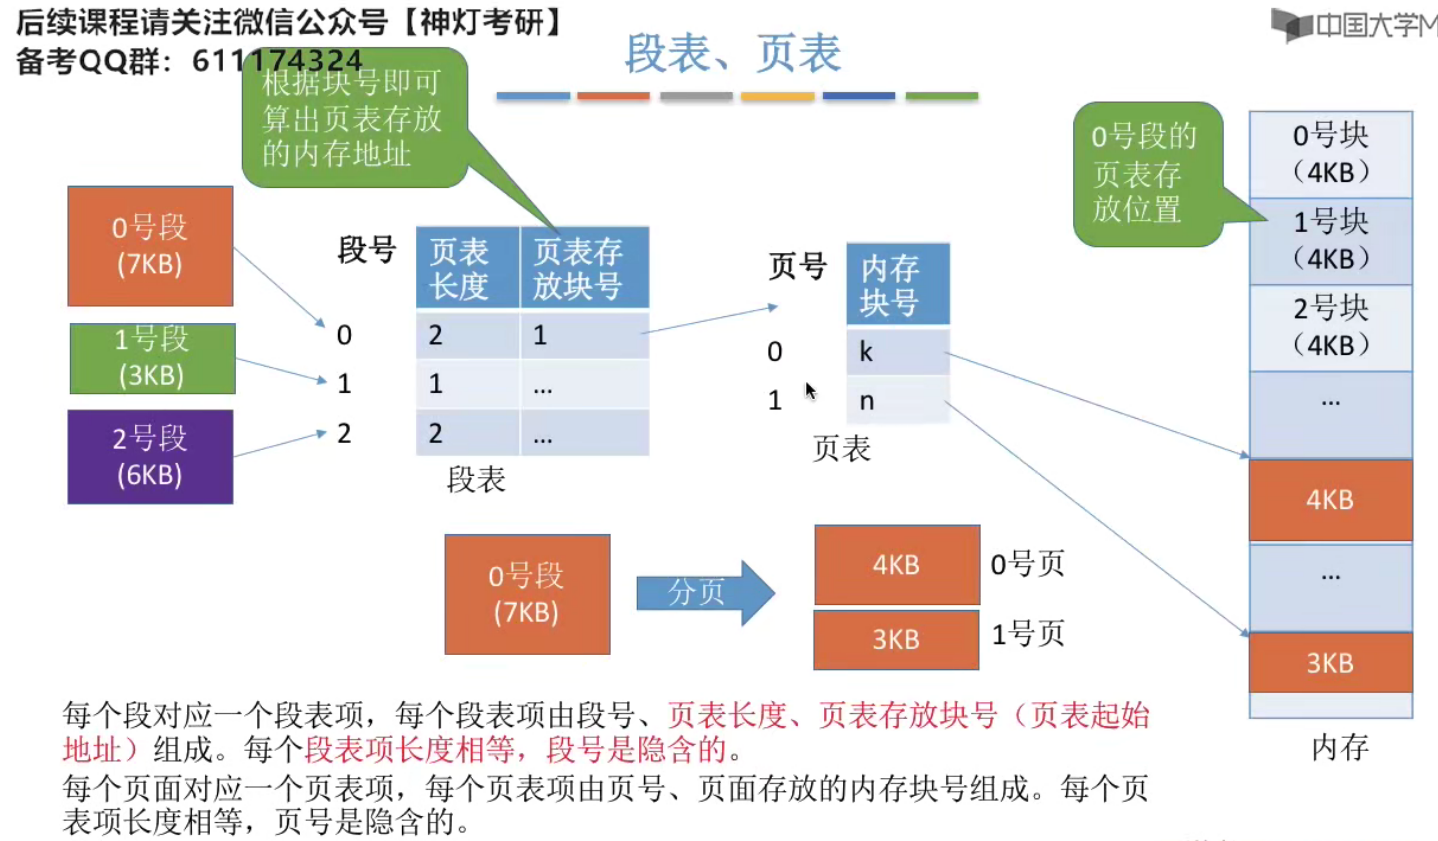 后续课程请关注微信公众号【神灯考研】
备考QQ群：611174324
中国大学M
段表、页表
根据块号即可
算出页表存放
的内存地址
0号段的
页表存
放位置
0号段
(7KB)
1号段
(3KB)
2号段
(6KB)
段号
页表
长度
页表存
放块号
0
2
1
1
1
...
2
2
...
段表
页号
内存
块号
0
k
1
n
页表
0号块
（4KB）
1号块
（4KB）
2号块
（4KB）
...
4KB
...
3KB
内存
0号段
(7KB)
分页
4KB
0号页
3KB
1号页
每个段对应一个段表项，每个段表项由段号、页表长度、页表存放块号（页表起始
地址）组成。每个段表项长度相等，段号是隐含的。
每个页面对应一个页表项，每个页表项由页号、页面存放的内存块号组成。每个页
表项长度相等，页号是隐含的。